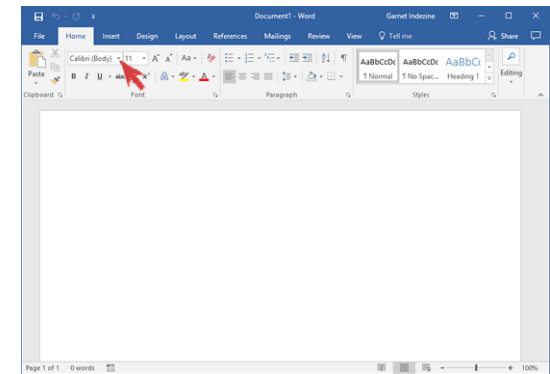 Document1 - Word Garnet Indezine
File Home Insert Design Layout References Mailings Review View Tell me Share
Calibri (Body) 11 Aa
Paste B I U abc AaBbCcDc AaBbCcDc AaBbC Editing
¶ Normal ¶ No Spac... Heading 1
Clipboard Font Paragraph Styles
Page 1 of 1 0 words 100%